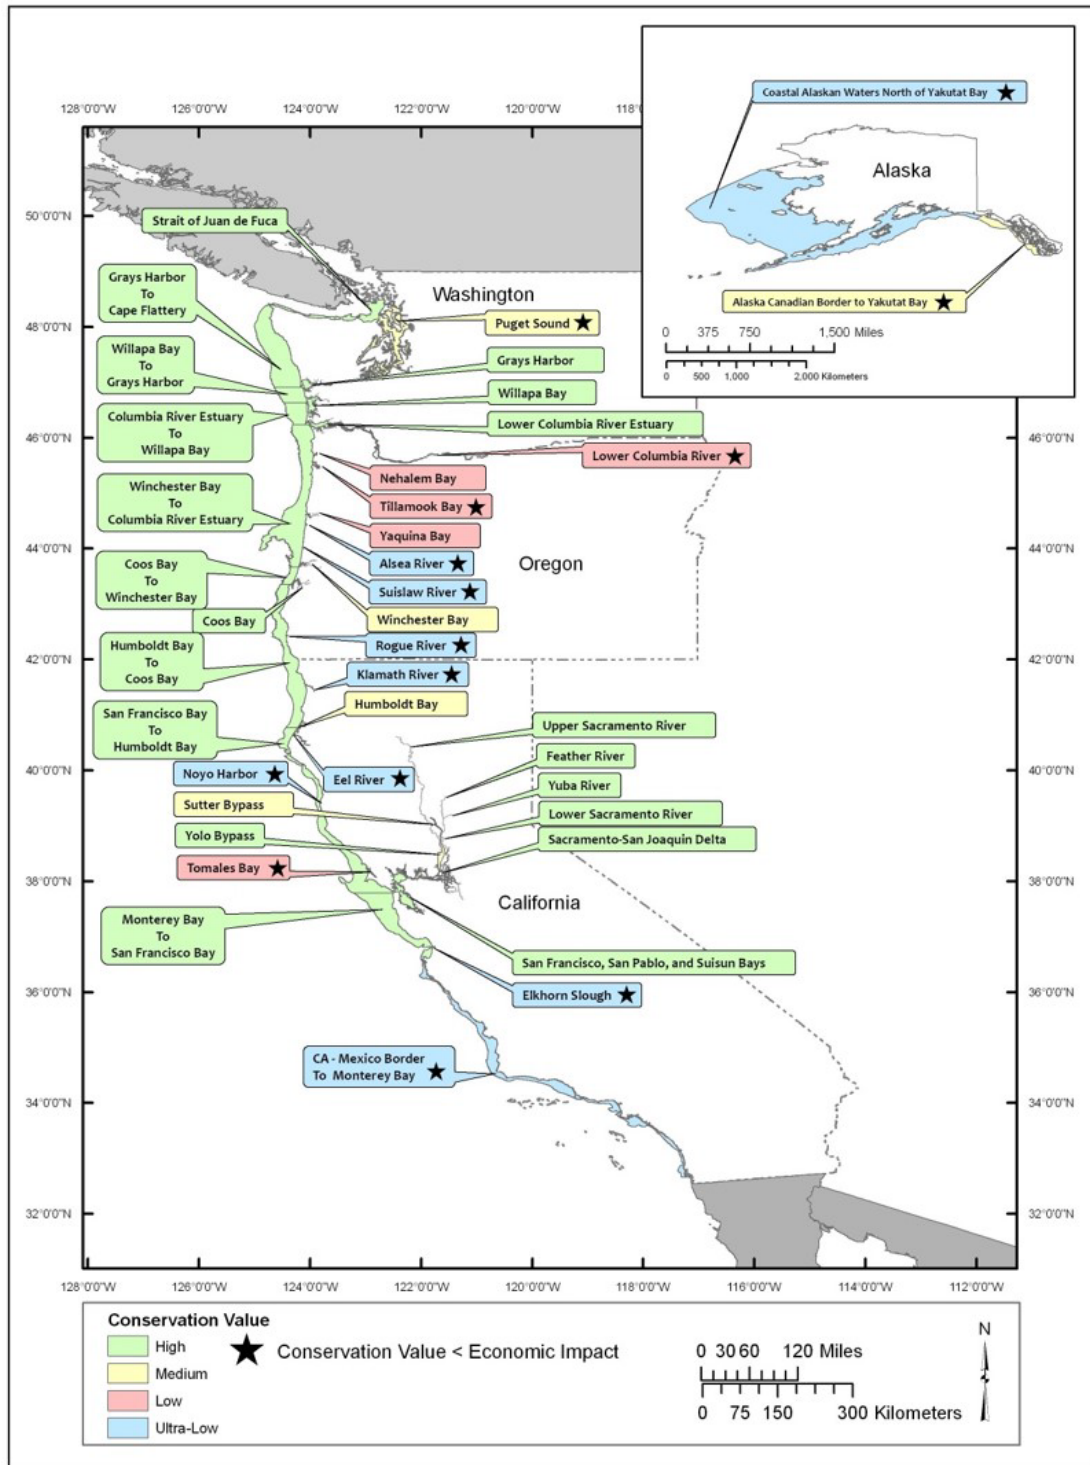 Coastal Alaskan Waters North of Yakutat Bay
Alaska
Alaska Canadian Border to Yakutat Bay
0 375 750 1,500 Miles
0 500 1,000 2,000 Kilometers
128°0'0"W 126°0'0"W 124°0'0"W 122°0'0"W 120°0'0"W 118°
50°0'0"N
48°0'0"N
46°0'0"N
44°0'0"N
42°0'0"N
40°0'0"N
38°0'0"N
36°0'0"N
34°0'0"N
32°0'0"N
Strait of Juan de Fuca
Grays Harbor
To
Cape Flattery
Willapa Bay
To
Grays Harbor
Columbia River Estuary
To
Willapa Bay
Winchester Bay
To
Columbia River Estuary
Coos Bay
To
Winchester Bay
Coos Bay
Humboldt Bay
To
Coos Bay
San Francisco Bay
To
Humboldt Bay
Noyo Harbor
Sutter Bypass
Yolo Bypass
Tomales Bay
Monterey Bay
To
San Francisco Bay
CA - Mexico Border
To Monterey Bay
Washington
Puget Sound
Grays Harbor
Willapa Bay
Lower Columbia River Estuary
Lower Columbia River
Nehalem Bay
Tillamook Bay
Yaquina Bay
Alsea River
Suislaw River
Oregon
Winchester Bay
Rogue River
Klamath River
Humboldt Bay
Eel River
Upper Sacramento River
Feather River
Yuba River
Lower Sacramento River
Sacramento-San Joaquin Delta
California
San Francisco, San Pablo, and Suisun Bays
Elkhorn Slough
46°0'0"N
44°0'0"N
42°0'0"N
40°0'0"N
38°0'0"N
36°0'0"N
34°0'0"N
32°0'0"N
128°0'0"W 126°0'0"W 124°0'0"W 122°0'0"W 120°0'0"W 118°0'0"W 116°0'0"W 114°0'0"W 112°0'0"W
Conservation Value
High
Medium
Low
Ultra-Low
Conservation Value < Economic Impact
0 30 60 120 Miles
0 75 150 300 Kilometers
N